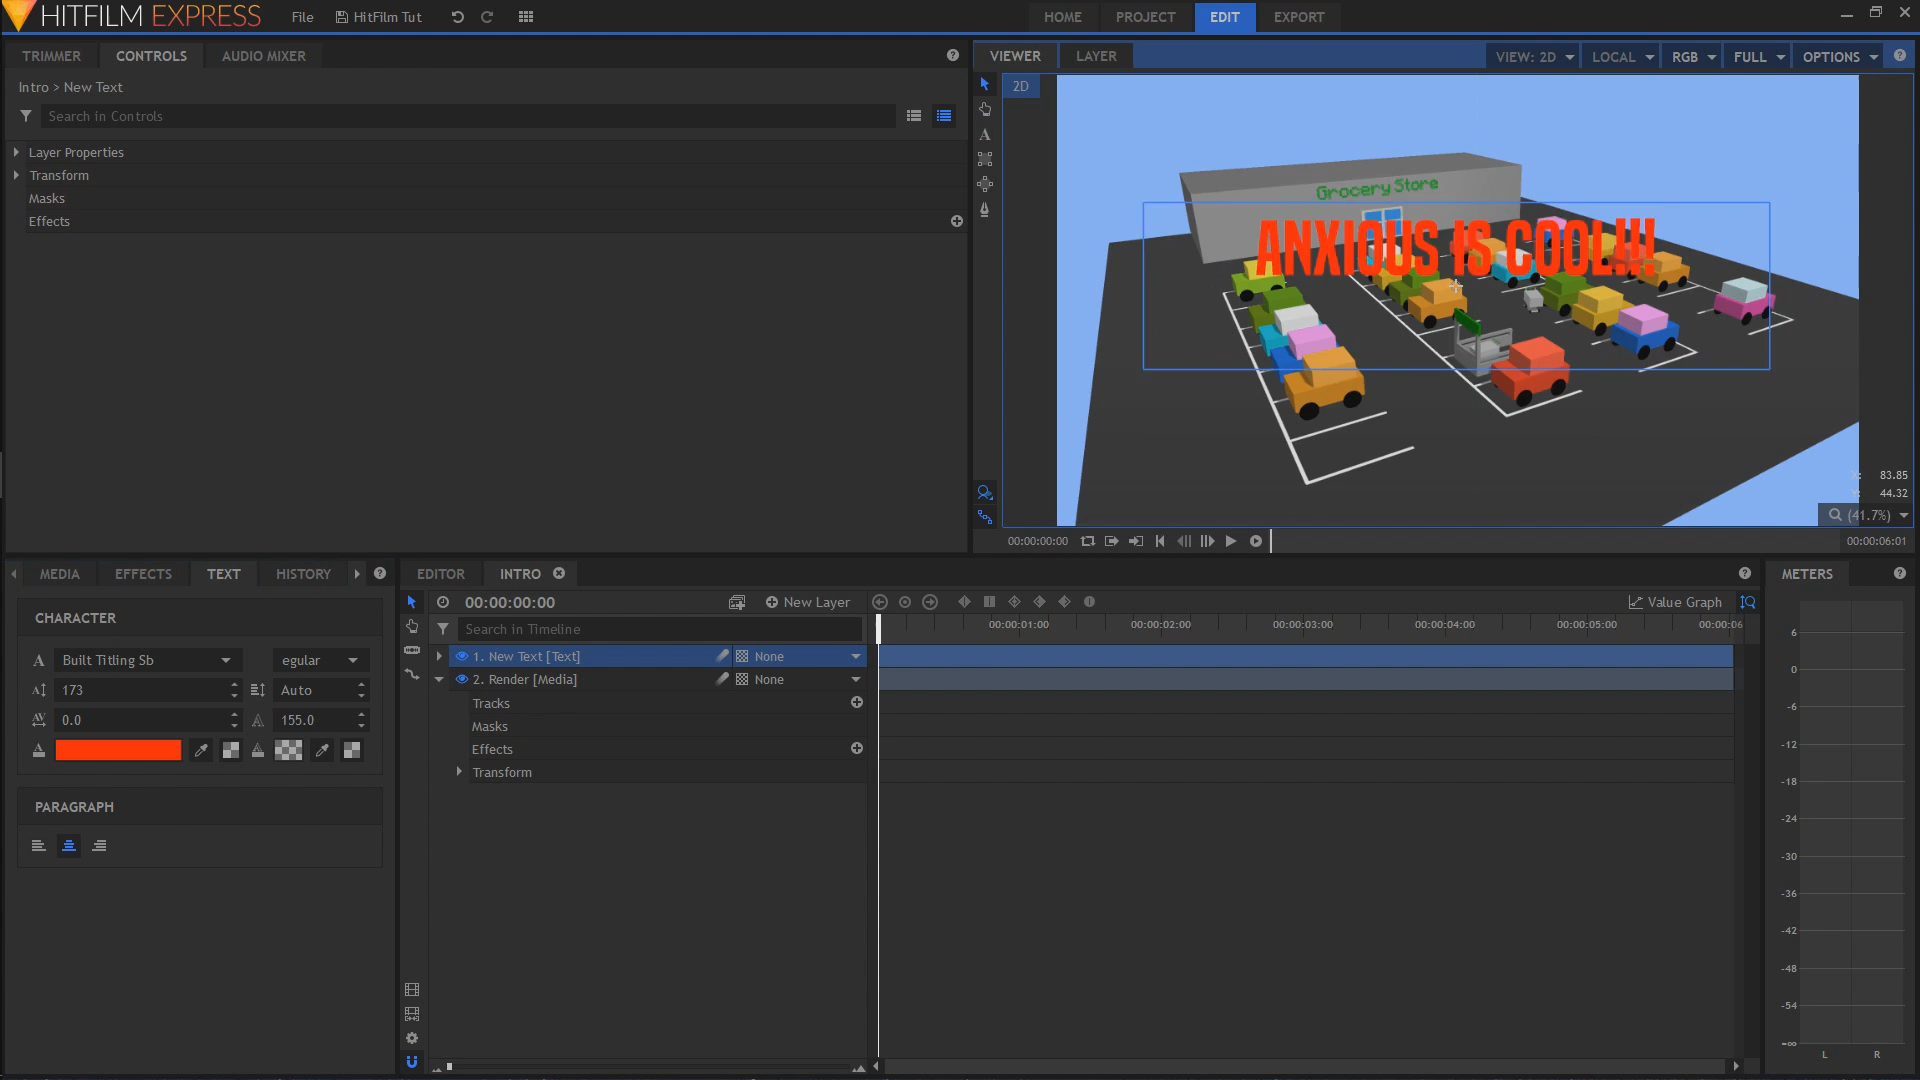 HITFILM EXPRESS
File
HitFilm Tut
HOME
PROJECT
EDIT
EXPORT
TRIMMER
CONTROLS
AUDIO MIXER
Intro > New Text
Search in Controls
Layer Properties
Transform
Masks
Effects
VIEWER
LAYER
VIEW: 2D
LOCAL
RGB
FULL
OPTIONS
2D
Grocery Store
ANXIOUS IS COOL!!!
83.85
44.32
(41.7%)
00:00:00:00
00:00:06:01
MEDIA
EFFECTS
TEXT
HISTORY
CHARACTER
Built Titling Sb
egular
173
Auto
0.0
155.0
PARAGRAPH
EDITOR
INTRO
00:00:00:00
New Layer
Value Graph
Search in Timeline
00:00:01:00
00:00:02:00
00:00:03:00
00:00:04:00
00:00:05:00
00:00:06
1. New Text [Text]
None
2. Render [Media]
None
Tracks
Masks
Effects
Transform
METERS
6
0
-6
-12
-18
-24
-30
-36
-42
-48
-54
-∞
L
R